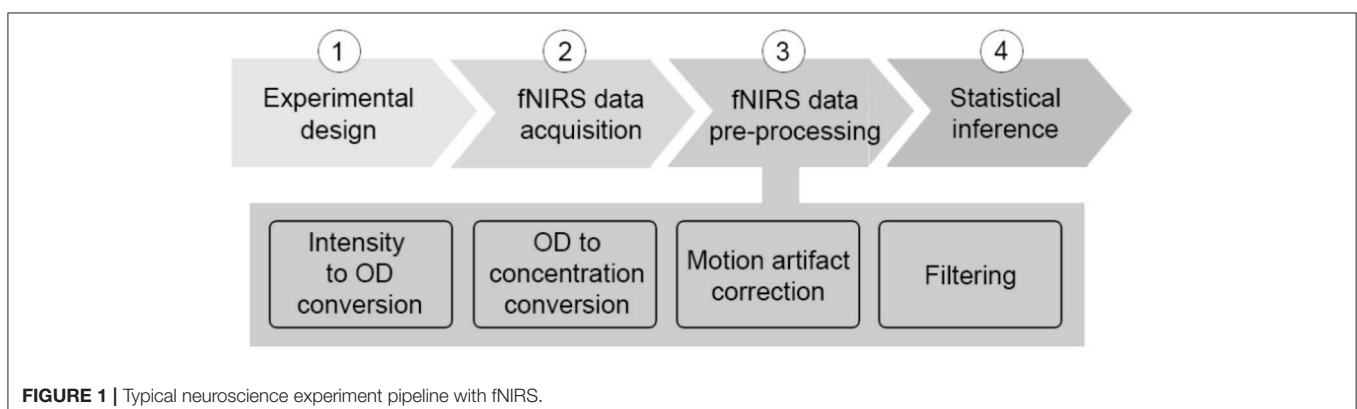 1
Experimental
design
2
fNIRS data
acquisition
3
fNIRS data
pre-processing
4
Statistical
inference
Intensity
to OD
conversion
OD to
concentration
conversion
Motion artifact
correction
Filtering
FIGURE 1 | Typical neuroscience experiment pipeline with fNIRS.